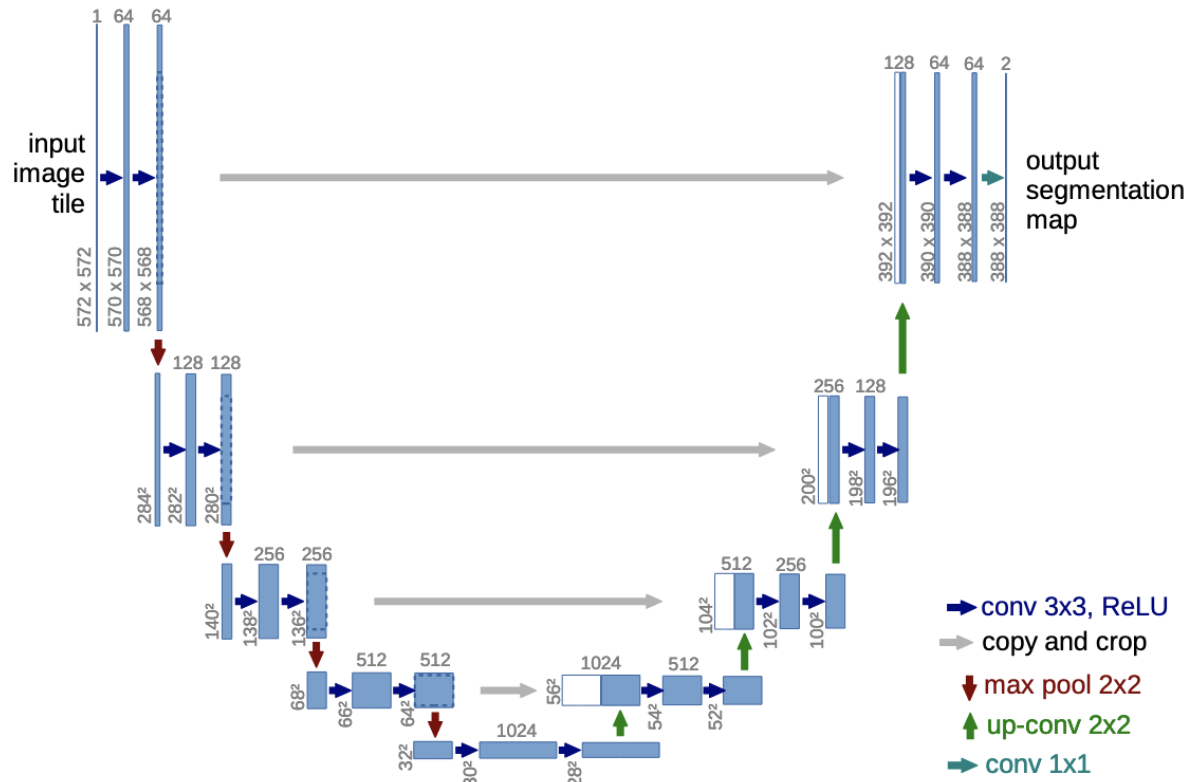 1
64
64
input
image
tile
572 x 572
570 x 570
568 x 568
128
64
64
2
output
segmentation
map
392 x 392
390 x 390
388 x 388
388 x 388
128
128
284²
282²
280²
256
128
200²
198²
196²
256
256
140²
138²
136²
512
256
104²
102²
100²
512
512
68²
66²
64²
1024
512
56²
54²
52²
1024
32²
30²
28²
conv 3x3, ReLU
copy and crop
max pool 2x2
up-conv 2x2
conv 1x1